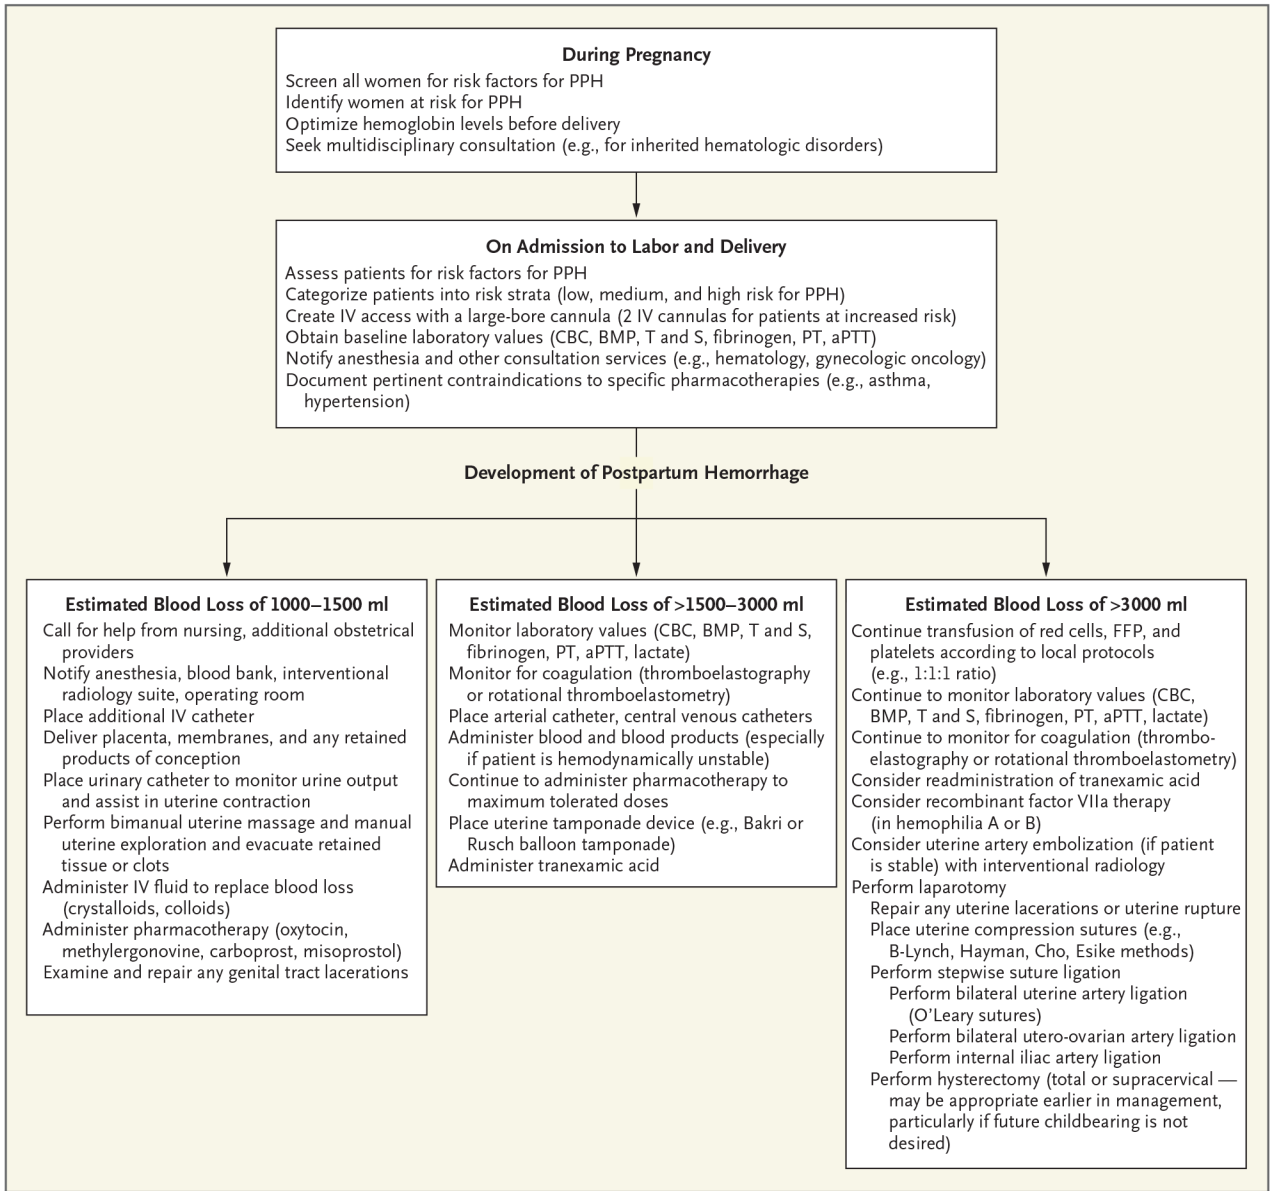 During Pregnancy
Screen all women for risk factors for PPH
Identify women at risk for PPH
Optimize hemoglobin levels before delivery
Seek multidisciplinary consultation (e.g., for inherited hematologic disorders)
On Admission to Labor and Delivery
Assess patients for risk factors for PPH
Categorize patients into risk strata (low, medium, and high risk for PPH)
Create IV access with a large-bore cannula (2 IV cannulas for patients at increased risk)
Obtain baseline laboratory values (CBC, BMP, T and S, fibrinogen, PT, aPTT)
Notify anesthesia and other consultation services (e.g., hematology, gynecologic oncology)
Document pertinent contraindications to specific pharmacotherapies (e.g., asthma,
hypertension)
Development of Postpartum Hemorrhage
Estimated Blood Loss of 1000–1500 ml
Call for help from nursing, additional obstetrical
providers
Notify anesthesia, blood bank, interventional
radiology suite, operating room
Place additional IV catheter
Deliver placenta, membranes, and any retained
products of conception
Place urinary catheter to monitor urine output
and assist in uterine contraction
Perform bimanual uterine massage and manual
uterine exploration and evacuate retained
tissue or clots
Administer IV fluid to replace blood loss
(crystalloids, colloids)
Administer pharmacotherapy (oxytocin,
methylergonovine, carboprost, misoprostol)
Examine and repair any genital tract lacerations
Estimated Blood Loss of >1500–3000 ml
Monitor laboratory values (CBC, BMP, T and S,
fibrinogen, PT, aPTT, lactate)
Monitor for coagulation (thromboelastography
or rotational thromboelastometry)
Place arterial catheter, central venous catheters
Administer blood and blood products (especially
if patient is hemodynamically unstable)
Continue to administer pharmacotherapy to
maximum tolerated doses
Place uterine tamponade device (e.g., Bakri or
Rusch balloon tamponade)
Administer tranexamic acid
Estimated Blood Loss of >3000 ml
Continue transfusion of red cells, FFP, and
platelets according to local protocols
(e.g., 1:1:1 ratio)
Continue to monitor laboratory values (CBC,
BMP, T and S, fibrinogen, PT, aPTT, lactate)
Continue to monitor for coagulation (thrombo-
elastography or rotational thromboelastometry)
Consider readministration of tranexamic acid
Consider recombinant factor VIIa therapy
(in hemophilia A or B)
Consider uterine artery embolization (if patient
is stable) with interventional radiology
Perform laparotomy
Repair any uterine lacerations or uterine rupture
Place uterine compression sutures (e.g.,
B-Lynch, Hayman, Cho, Esike methods)
Perform stepwise suture ligation
Perform bilateral uterine artery ligation
(O’Leary sutures)
Perform bilateral utero-ovarian artery ligation
Perform internal iliac artery ligation
Perform hysterectomy (total or supracervical —
may be appropriate earlier in management,
particularly if future childbearing is not
desired)